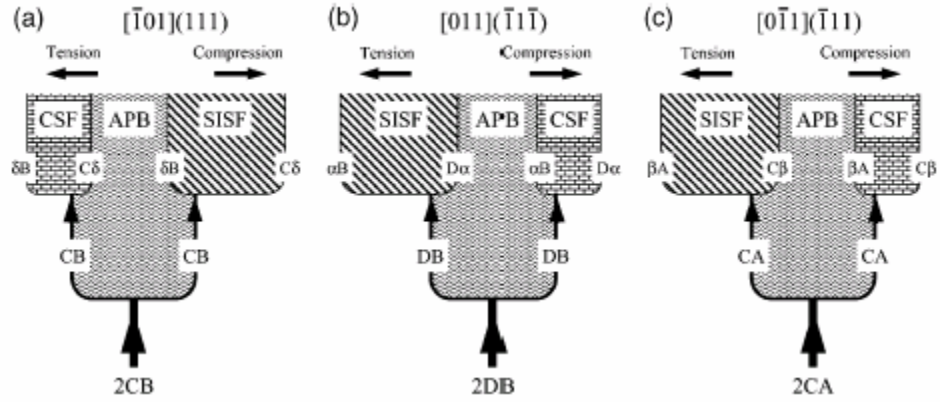 (a) [1̄01](111)
(b) [011](1̄11̄)
(c) [01̄1](1̄11)
Tension Compression
Tension Compression
Tension Compression
CSF APB SISF
SISF APB CSF
SISF APB CSF
δB Cδ δB Cδ
αB Dα αB Dα
βA Cβ βA Cβ
CB CB
DB DB
CA CA
2CB
2DB
2CA